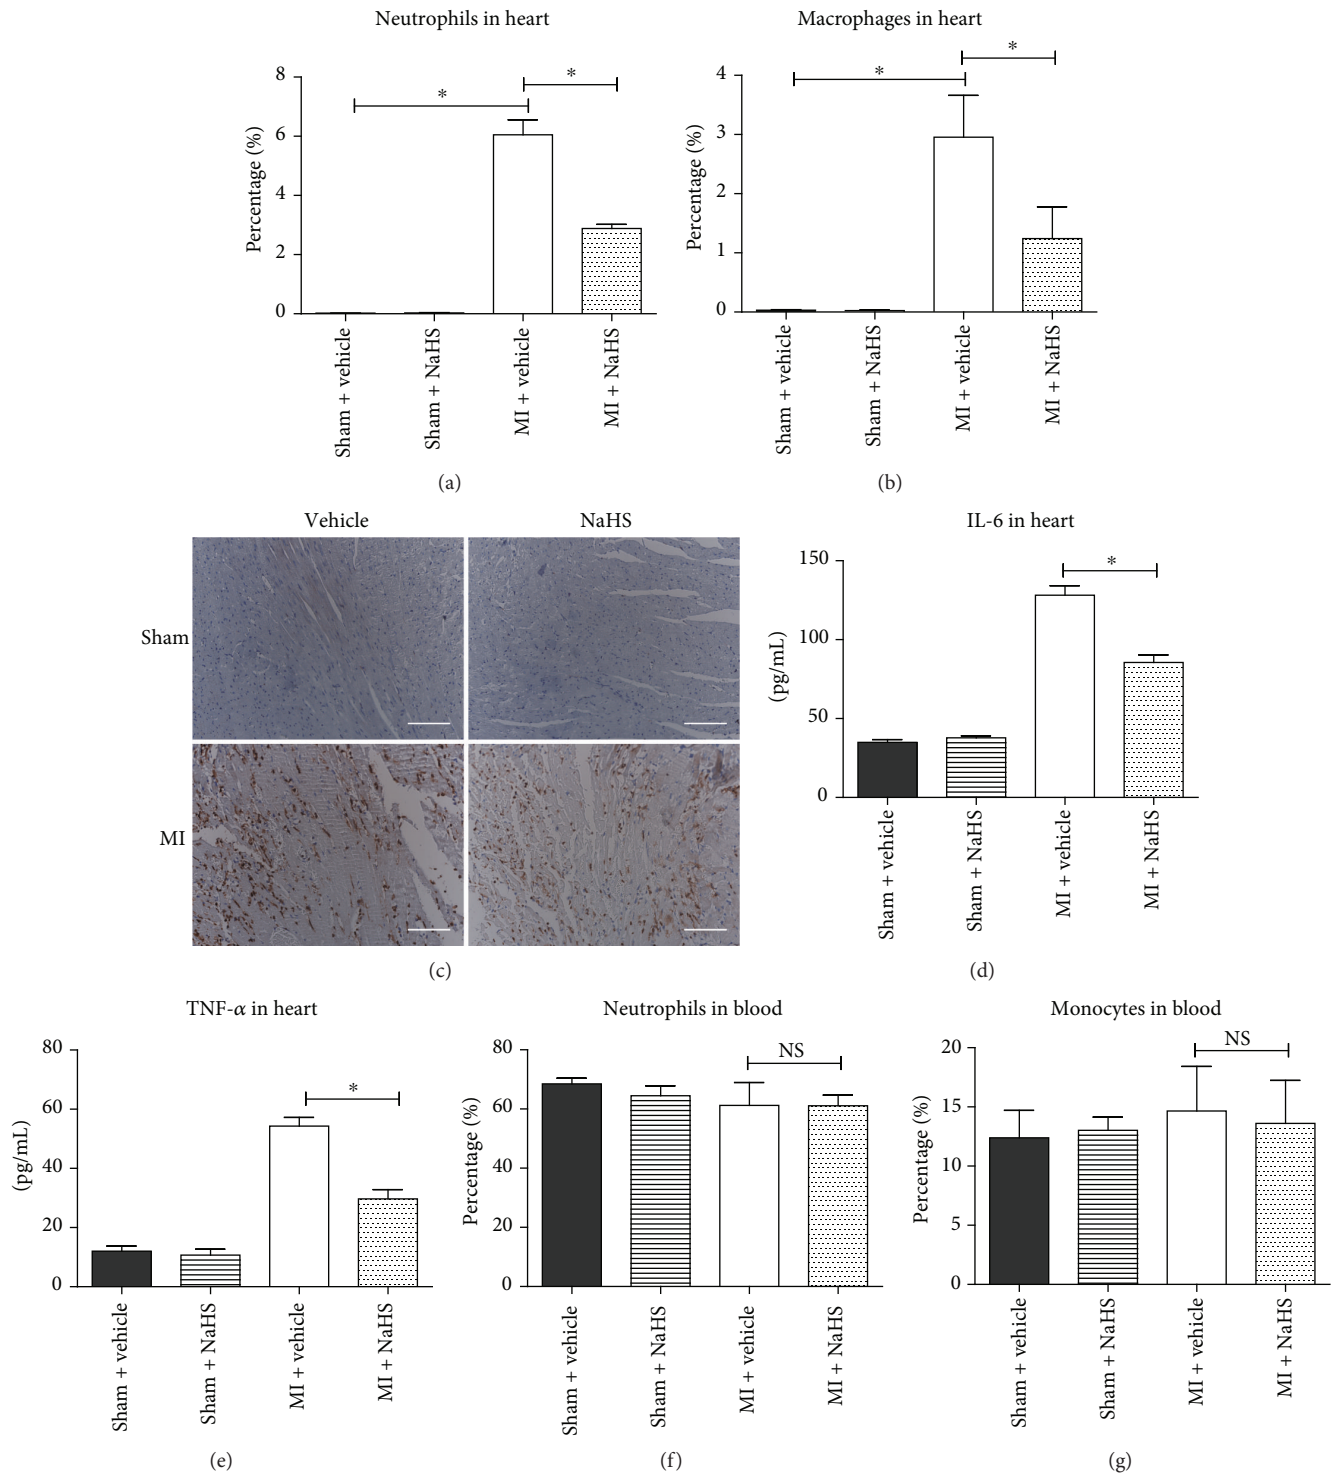 Neutrophils in heart
Percentage (%)
8
6
4
2
0
*
*
Sham + vehicle
Sham + NaHS
MI + vehicle
MI + NaHS
(a)
Macrophages in heart
Percentage (%)
4
3
2
1
0
*
*
Sham + vehicle
Sham + NaHS
MI + vehicle
MI + NaHS
(b)
Vehicle
NaHS
Sham
MI
(c)
IL-6 in heart
(pg/mL)
150
100
50
0
*
Sham + vehicle
Sham + NaHS
MI + vehicle
MI + NaHS
(d)
TNF-α in heart
(pg/mL)
80
60
40
20
0
*
Sham + vehicle
Sham + NaHS
MI + vehicle
MI + NaHS
(e)
Neutrophils in blood
Percentage (%)
80
60
40
20
0
NS
Sham + vehicle
Sham + NaHS
MI + vehicle
MI + NaHS
(f)
Monocytes in blood
Percentage (%)
20
15
10
5
0
NS
Sham + vehicle
Sham + NaHS
MI + vehicle
MI + NaHS
(g)